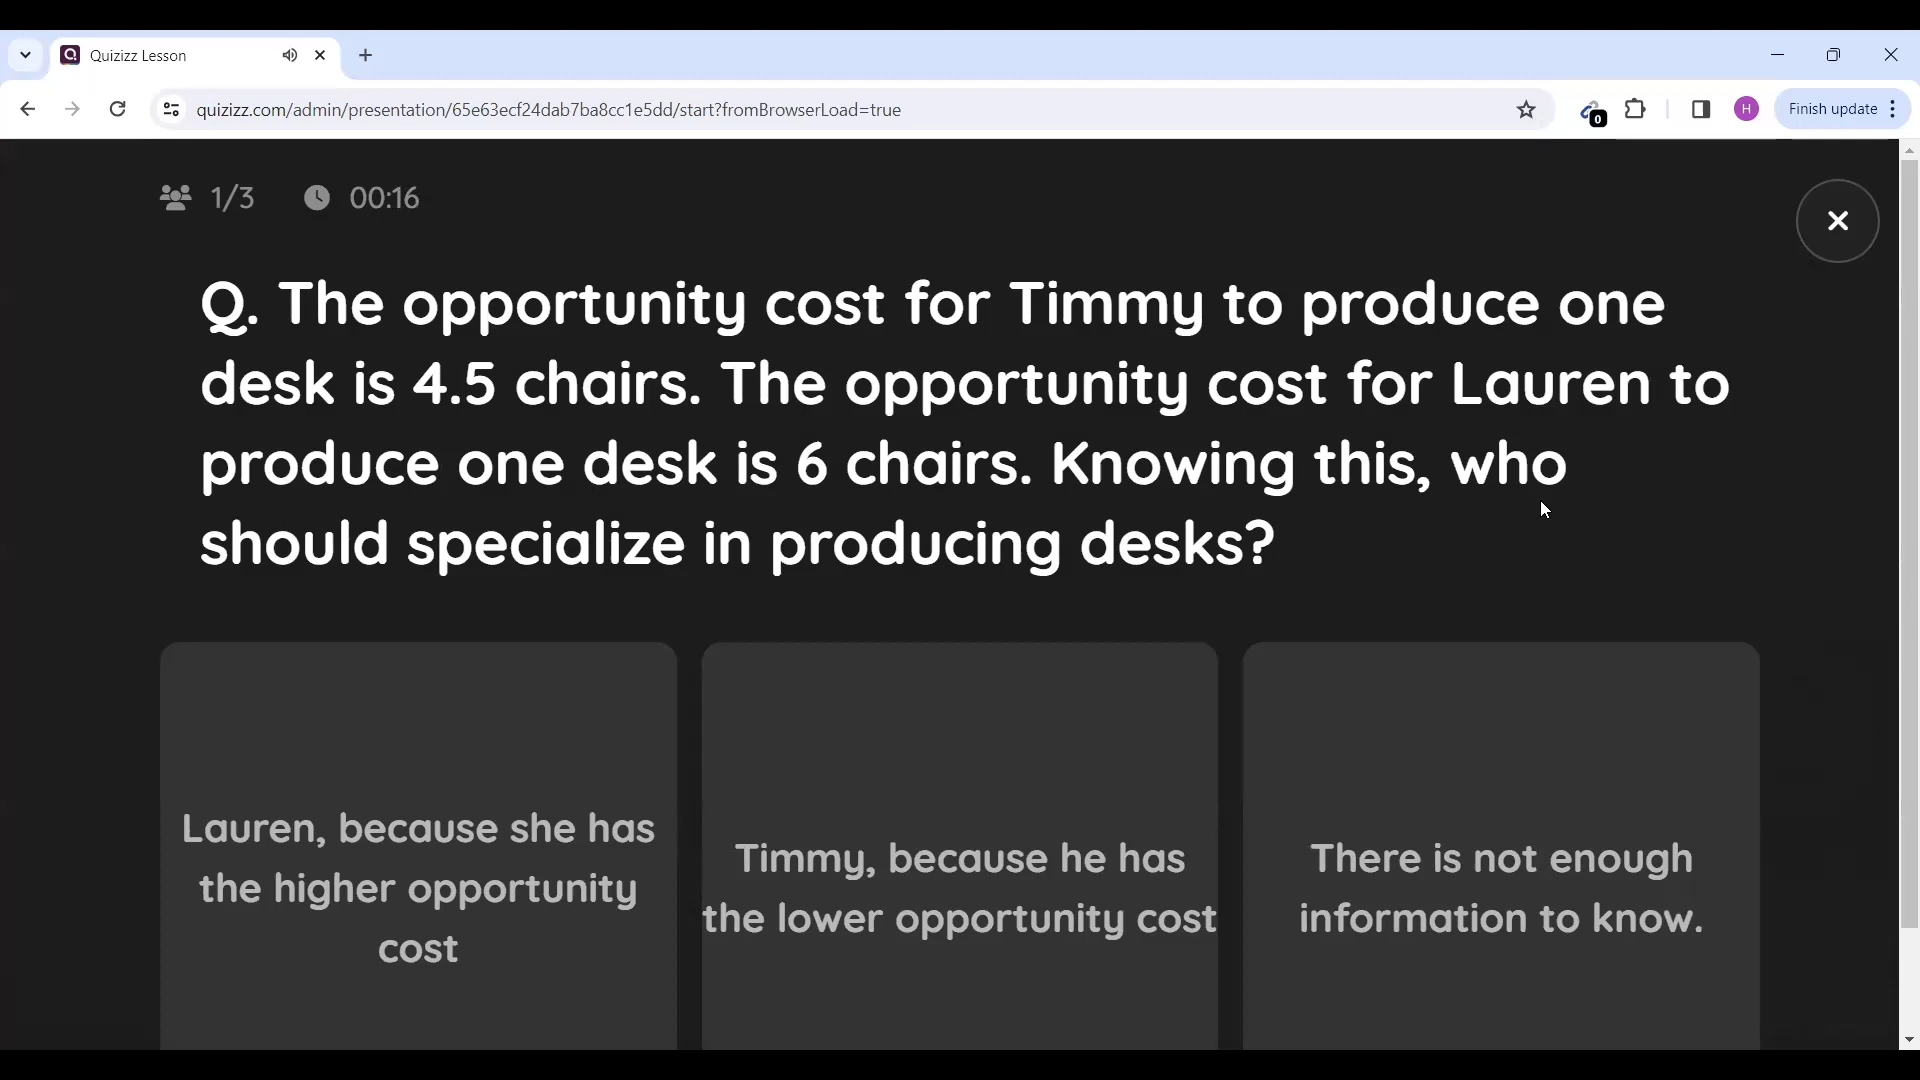 Quizizz Lesson
quizizz.com/admin/presentation/65e63ecf24dab7ba8cc1e5dd/start?fromBrowserLoad=true
0
H
Finish update
1/3
00:16
Q. The opportunity cost for Timmy to produce one
desk is 4.5 chairs. The opportunity cost for Lauren to
produce one desk is 6 chairs. Knowing this, who
should specialize in producing desks?
Lauren, because she has
the higher opportunity
cost
Timmy, because he has
the lower opportunity cost
There is not enough
information to know.